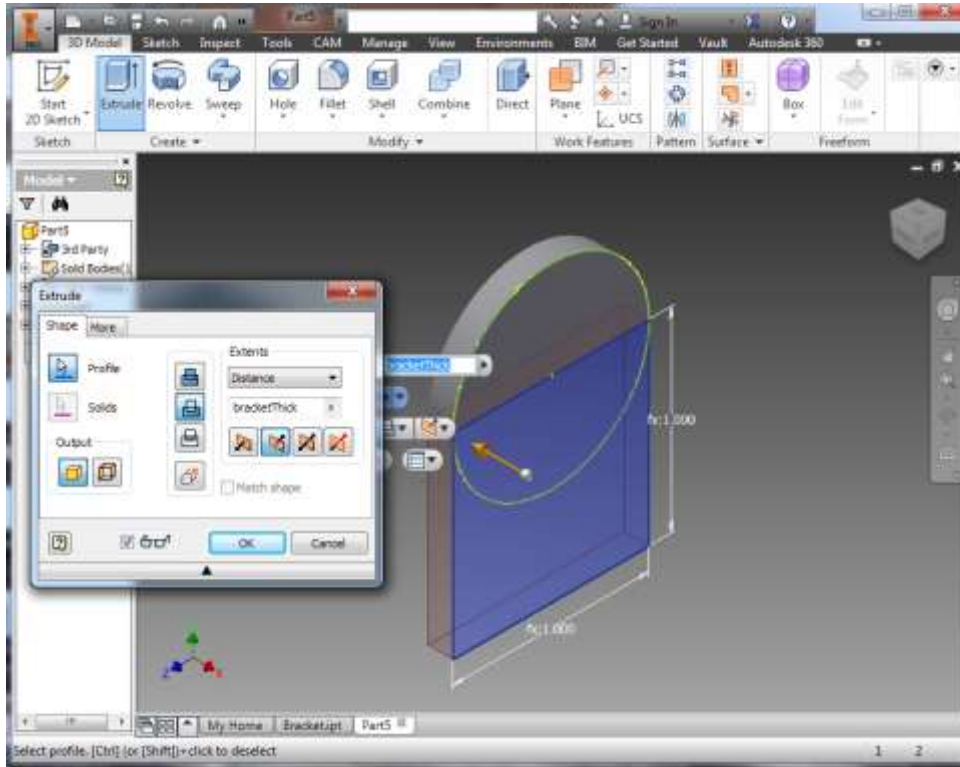 Part5
Sign In
3D Model Sketch Inspect Tools CAM Manage View Environments BIM Get Started Vault Autodesk 360
Start
2D Sketch
Extrude Revolve Sweep
Hole Fillet Shell Combine
Direct
Plane
UCS
Box
Edit
Form
Sketch Create Modify Work Features Pattern Surface Freeform
Model
Part5
3rd Party
Solid Bodies(
Extrude
Shape More
Profile
Solids
Output
Extents
Distance
bracketThick
Match shape
OK Cancel
bracketThick
fx:1.000
fx:1.000
z x
My Home Bracket.ipt Part5
Select profile. [Ctrl] (or [Shift])+click to deselect
1 2